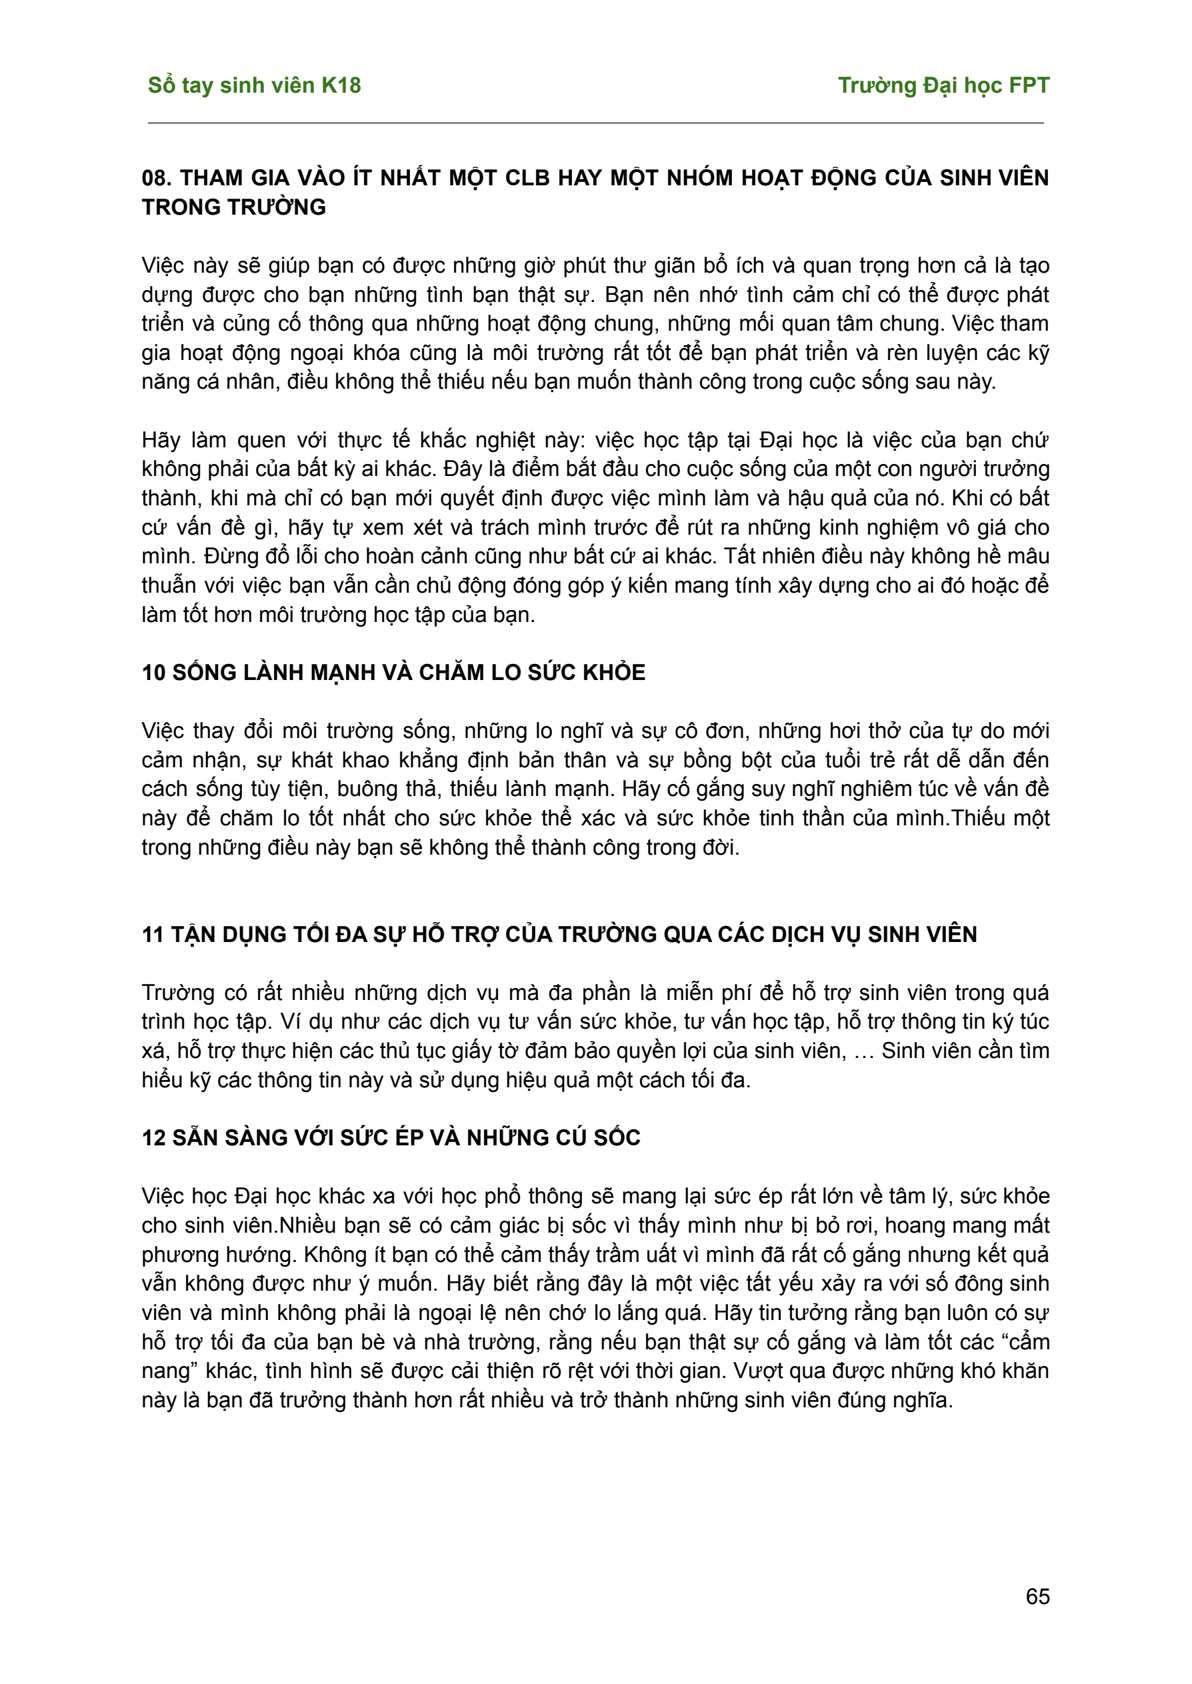 Sổ tay sinh viên K18 Trường Đại học FPT
08. THAM GIA VÀO ÍT NHẤT MỘT CLB HAY MỘT NHÓM HOẠT ĐỘNG CỦA SINH VIÊN
TRONG TRƯỜNG
Việc này sẽ giúp bạn có được những giờ phút thư giãn bổ ích và quan trọng hơn cả là tạo
dựng được cho bạn những tình bạn thật sự. Bạn nên nhớ tình cảm chỉ có thể được phát
triển và củng cố thông qua những hoạt động chung, những mối quan tâm chung. Việc tham
gia hoạt động ngoại khóa cũng là môi trường rất tốt để bạn phát triển và rèn luyện các kỹ
năng cá nhân, điều không thể thiếu nếu bạn muốn thành công trong cuộc sống sau này.
Hãy làm quen với thực tế khắc nghiệt này: việc học tập tại Đại học là việc của bạn chứ
không phải của bất kỳ ai khác. Đây là điểm bắt đầu cho cuộc sống của một con người trưởng
thành, khi mà chỉ có bạn mới quyết định được việc mình làm và hậu quả của nó. Khi có bất
cứ vấn đề gì, hãy tự xem xét và trách mình trước để rút ra những kinh nghiệm vô giá cho
mình. Đừng đổ lỗi cho hoàn cảnh cũng như bất cứ ai khác. Tất nhiên điều này không hề mâu
thuẫn với việc bạn vẫn cần chủ động đóng góp ý kiến mang tính xây dựng cho ai đó hoặc để
làm tốt hơn môi trường học tập của bạn.
10 SỐNG LÀNH MẠNH VÀ CHĂM LO SỨC KHỎE
Việc thay đổi môi trường sống, những lo nghĩ và sự cô đơn, những hơi thở của tự do mới
cảm nhận, sự khát khao khẳng định bản thân và sự bồng bột của tuổi trẻ rất dễ dẫn đến
cách sống tùy tiện, buông thả, thiếu lành mạnh. Hãy cố gắng suy nghĩ nghiêm túc về vấn đề
này để chăm lo tốt nhất cho sức khỏe thể xác và sức khỏe tinh thần của mình.Thiếu một
trong những điều này bạn sẽ không thể thành công trong đời.
11 TẬN DỤNG TỐI ĐA SỰ HỖ TRỢ CỦA TRƯỜNG QUA CÁC DỊCH VỤ SINH VIÊN
Trường có rất nhiều những dịch vụ mà đa phần là miễn phí để hỗ trợ sinh viên trong quá
trình học tập. Ví dụ như các dịch vụ tư vấn sức khỏe, tư vấn học tập, hỗ trợ thông tin ký túc
xá, hỗ trợ thực hiện các thủ tục giấy tờ đảm bảo quyền lợi của sinh viên, … Sinh viên cần tìm
hiểu kỹ các thông tin này và sử dụng hiệu quả một cách tối đa.
12 SẴN SÀNG VỚI SỨC ÉP VÀ NHỮNG CÚ SỐC
Việc học Đại học khác xa với học phổ thông sẽ mang lại sức ép rất lớn về tâm lý, sức khỏe
cho sinh viên.Nhiều bạn sẽ có cảm giác bị sốc vì thấy mình như bị bỏ rơi, hoang mang mất
phương hướng. Không ít bạn có thể cảm thấy trầm uất vì mình đã rất cố gắng nhưng kết quả
vẫn không được như ý muốn. Hãy biết rằng đây là một việc tất yếu xảy ra với số đông sinh
viên và mình không phải là ngoại lệ nên chớ lo lắng quá. Hãy tin tưởng rằng bạn luôn có sự
hỗ trợ tối đa của bạn bè và nhà trường, rằng nếu bạn thật sự cố gắng và làm tốt các “cẩm
nang” khác, tình hình sẽ được cải thiện rõ rệt với thời gian. Vượt qua được những khó khăn
này là bạn đã trưởng thành hơn rất nhiều và trở thành những sinh viên đúng nghĩa.
65